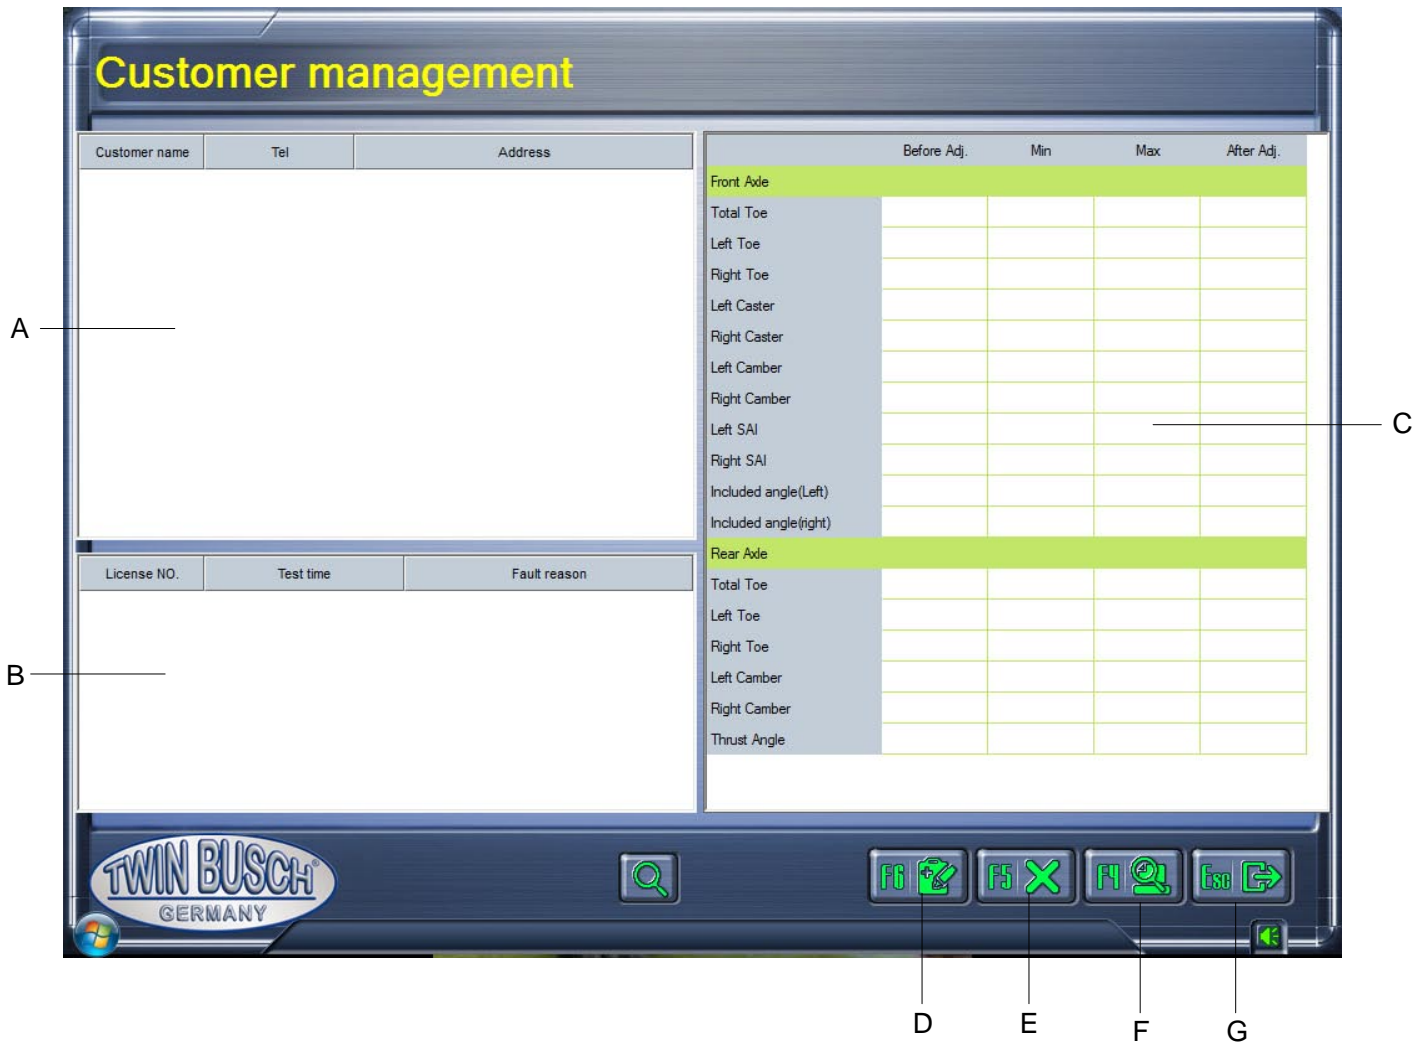 Customer management
Customer name Tel Address
Before Adj. Min Max After Adj.
Front Axle
Total Toe
Left Toe
Right Toe
Left Caster
A
Right Caster
Left Camber
Right Camber
Left SAI
C
Right SAI
Included angle(Left)
Included angle(right)
Rear Axle
License NO. Test time Fault reason
Total Toe
Left Toe
Right Toe
B
Left Camber
Right Camber
Thrust Angle
TWIN BUSCH®
GERMANY
F6 F5 F4 Esc
D E F G